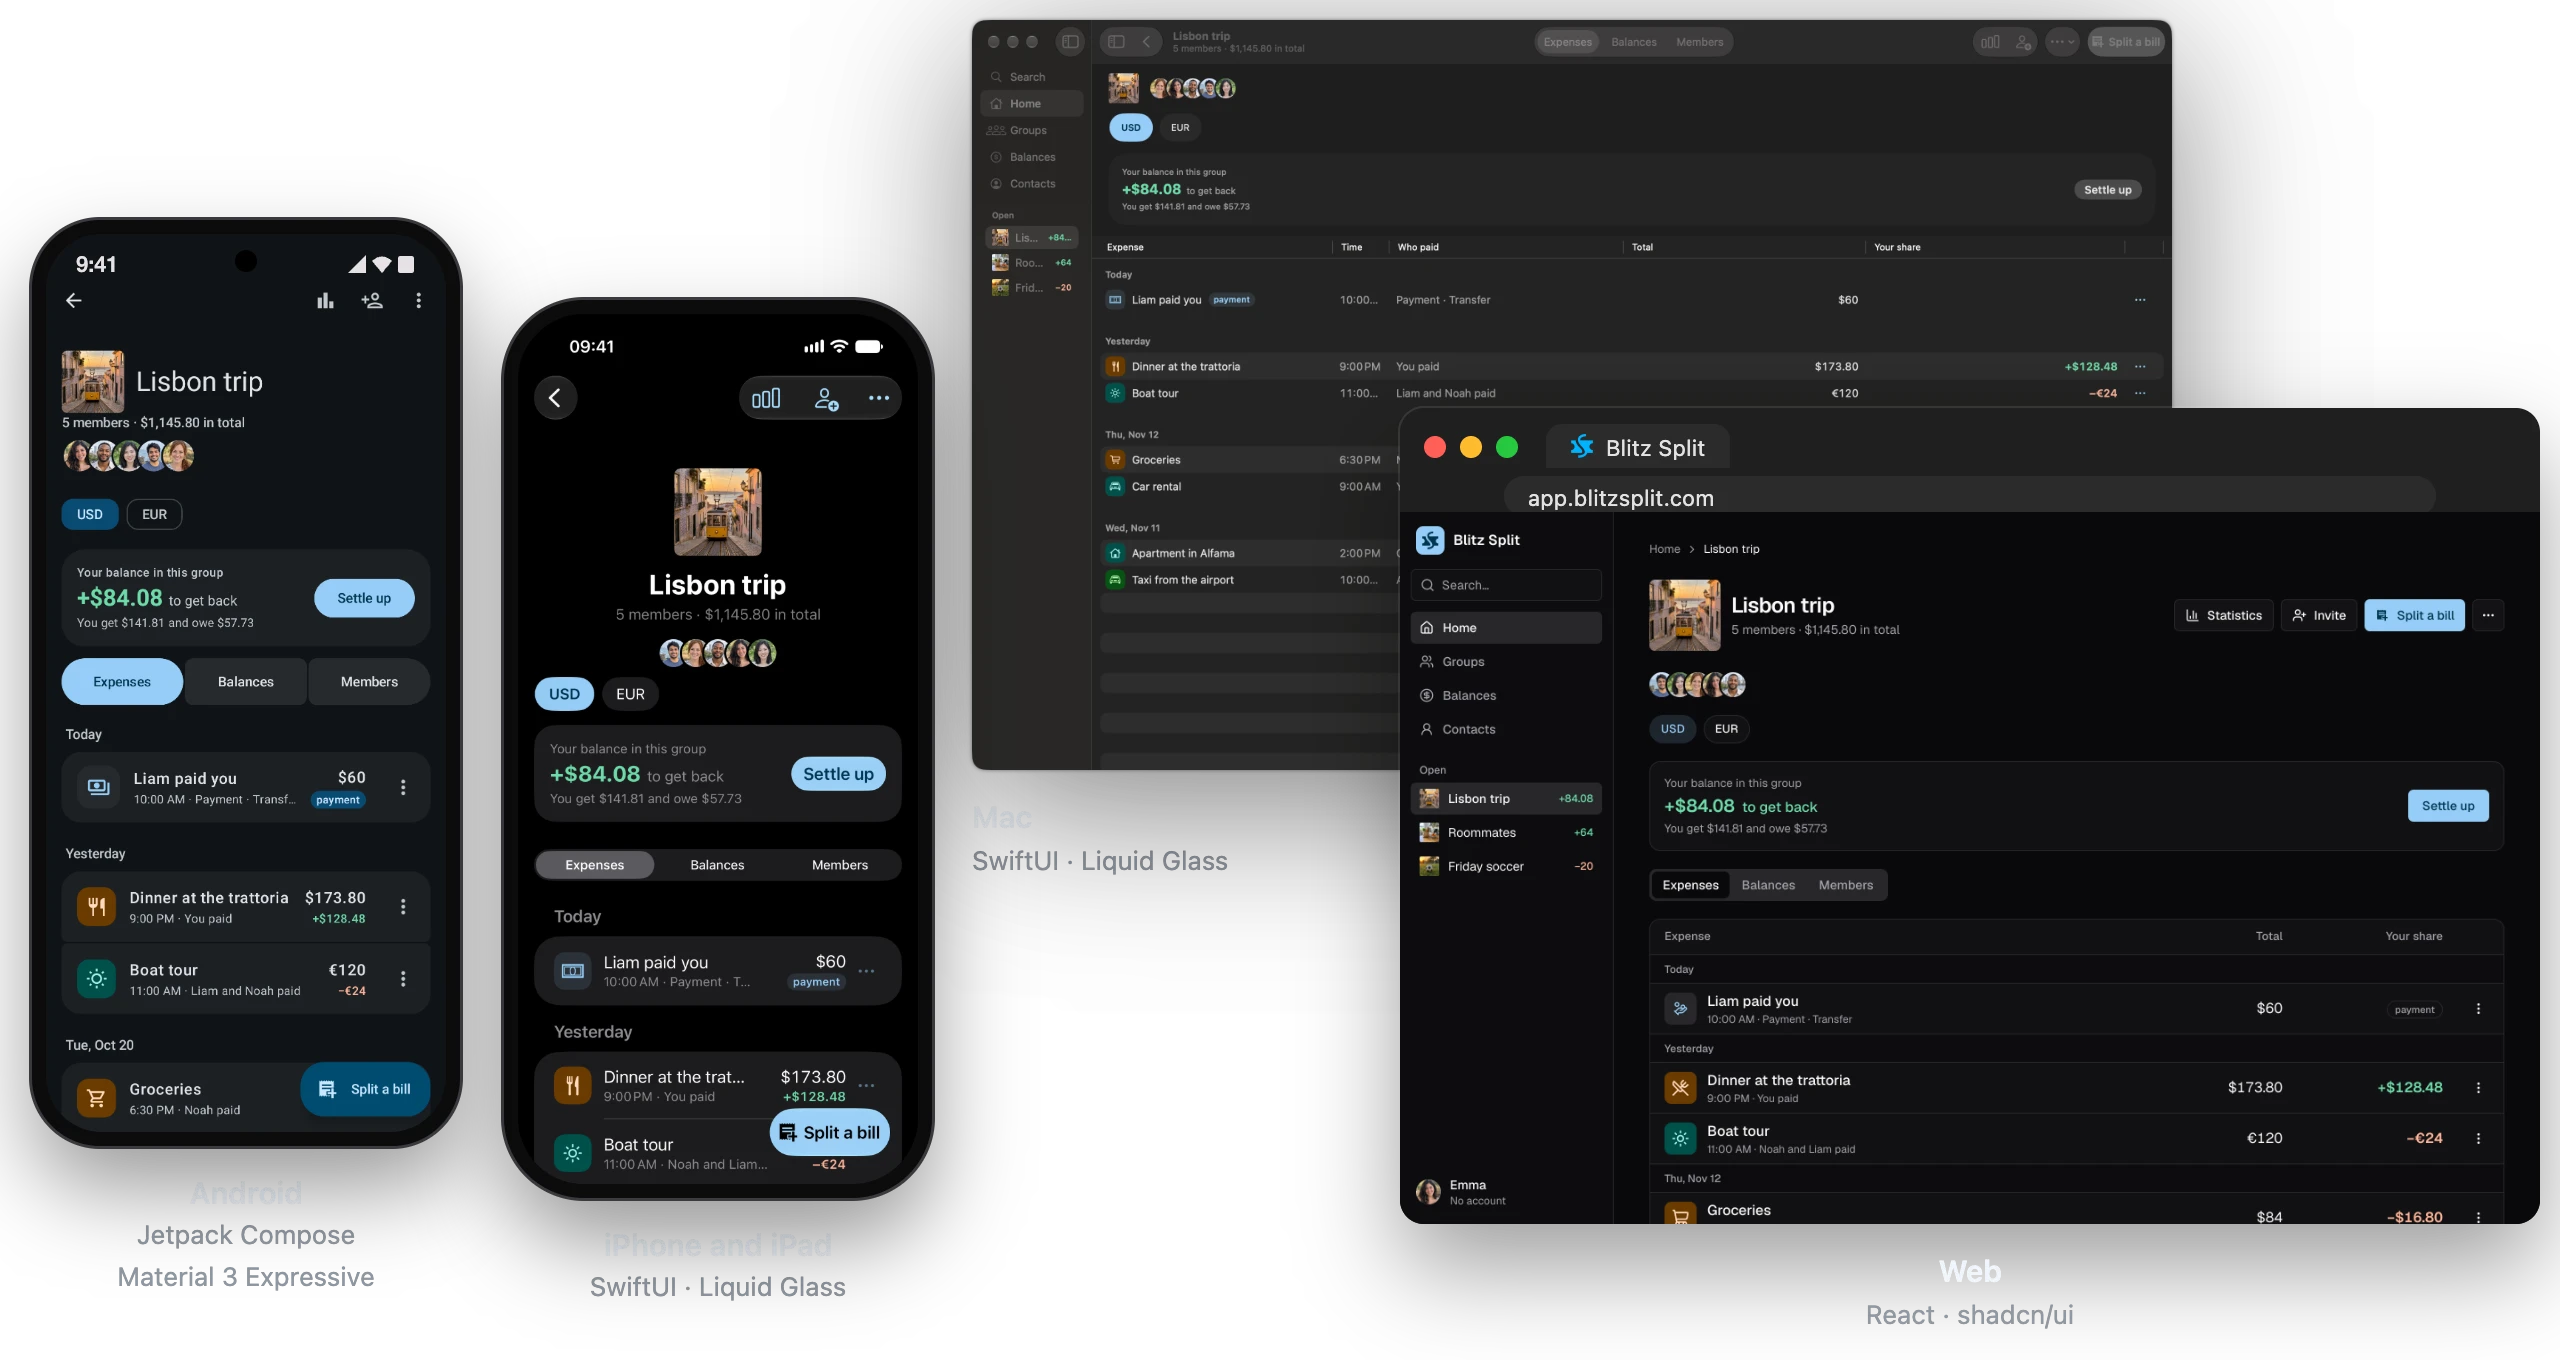 9:41
Lisbon trip
5 members · $1,145.80 in total
USD
EUR
Your balance in this group
+$84.08 to get back
You get $141.81 and owe $57.73
Settle up
Expenses
Balances
Members
Today
Liam paid you
$60
10:00 AM · Payment · Transf...
payment
Yesterday
Dinner at the trattoria
$173.80
9:00 PM · You paid
+$128.48
Boat tour
€120
11:00 AM · Liam and Noah paid
−€24
Tue, Oct 20
Groceries
6:30 PM · Noah paid
Split a bill
Android
Jetpack Compose
Material 3 Expressive
09:41
Lisbon trip
5 members · $1,145.80 in total
USD
EUR
Your balance in this group
+$84.08 to get back
You get $141.81 and owe $57.73
Settle up
Expenses
Balances
Members
Today
Liam paid you
$60
10:00 AM · Payment · T...
payment
Yesterday
Dinner at the trat...
$173.80
9:00 PM · You paid
+$128.48
Boat tour
11:00 AM · Noah and Liam...
−€24
Split a bill
iPhone and iPad
SwiftUI · Liquid Glass
Search
Home
Groups
Balances
Contacts
Open
Lis...
+84...
Roo...
+64
Frid...
−20
Lisbon trip
5 members · $1,145.80 in total
Expenses
Balances
Members
Split a bill
USD
EUR
Your balance in this group
+$84.08 to get back
You get $141.81 and owe $57.73
Settle up
Expense
Time
Who paid
Total
Your share
Today
Liam paid you
payment
10:00...
Payment · Transfer
$60
Yesterday
Dinner at the trattoria
9:00 PM
You paid
$173.80
+$128.48
Boat tour
11:00...
Liam and Noah paid
€120
−€24
Thu, Nov 12
Groceries
6:30 PM
Car rental
9:00 AM
Wed, Nov 11
Apartment in Alfama
2:00 PM
Taxi from the airport
10:00...
Mac
SwiftUI · Liquid Glass
Blitz Split
app.blitzsplit.com
Blitz Split
Search...
Home
Groups
Balances
Contacts
Open
Lisbon trip
+84.08
Roommates
+64
Friday soccer
−20
Emma
No account
Home > Lisbon trip
Lisbon trip
5 members · $1,145.80 in total
Statistics
Invite
Split a bill
USD
EUR
Your balance in this group
+$84.08 to get back
You get $141.81 and owe $57.73
Settle up
Expenses
Balances
Members
Expense
Total
Your share
Today
Liam paid you
10:00 AM · Payment · Transfer
$60
payment
Yesterday
Dinner at the trattoria
9:00 PM · You paid
$173.80
+$128.48
Boat tour
11:00 AM · Noah and Liam paid
€120
−€24
Thu, Nov 12
Groceries
$84
−$16.80
Web
React · shadcn/ui